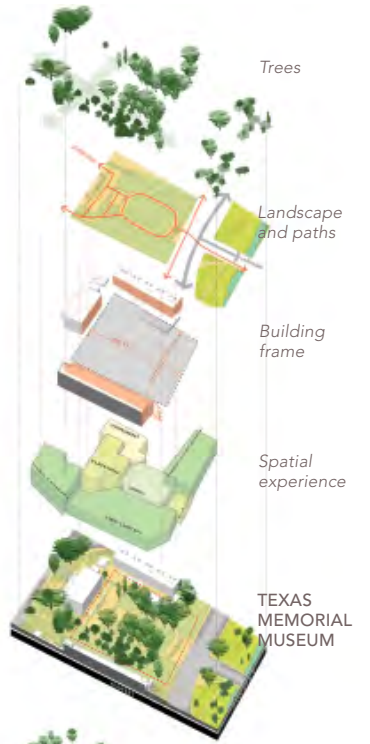 Trees
Landscape
and paths
Building
frame
Spatial
experience
TEXAS
MEMORIAL
MUSEUM